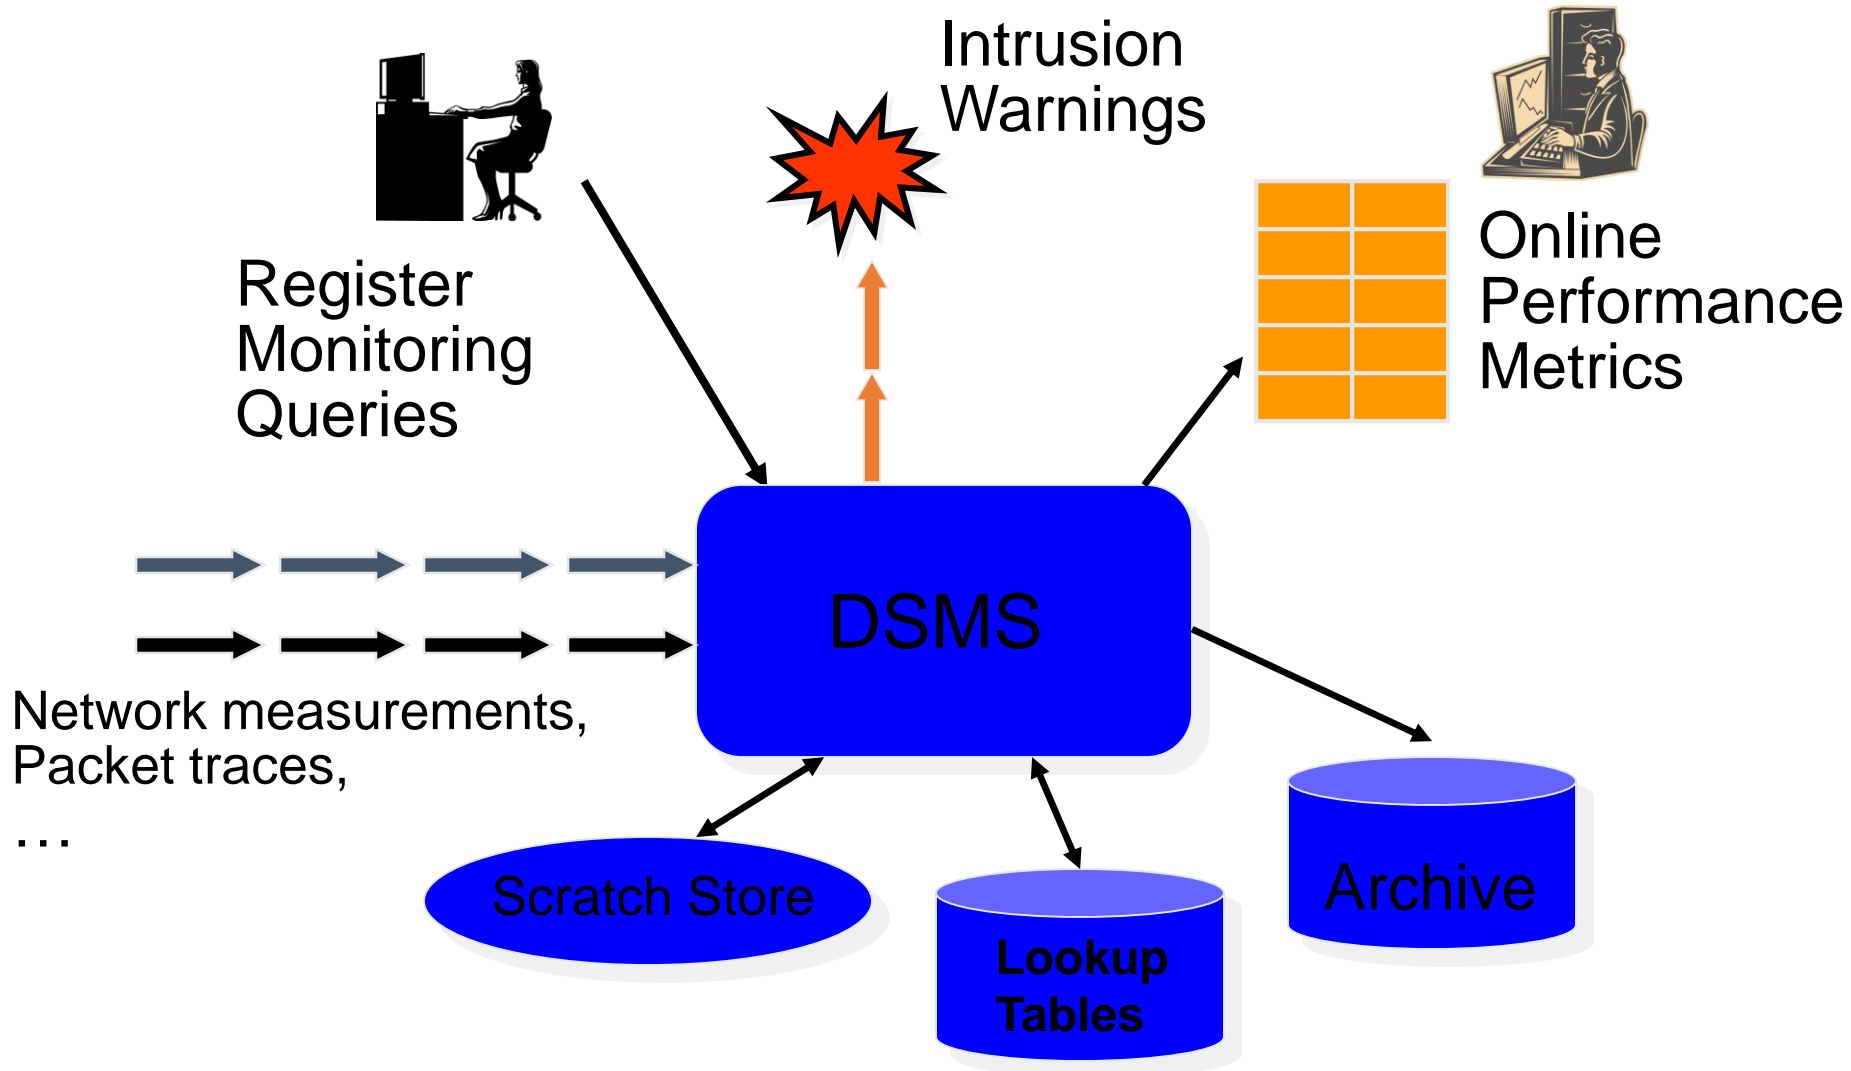 Intrusion
Warnings
Register
Monitoring
Queries
Online
Performance
Metrics
DSMS
Network measurements,
Packet traces,
…
Scratch Store
Lookup
Tables
Archive